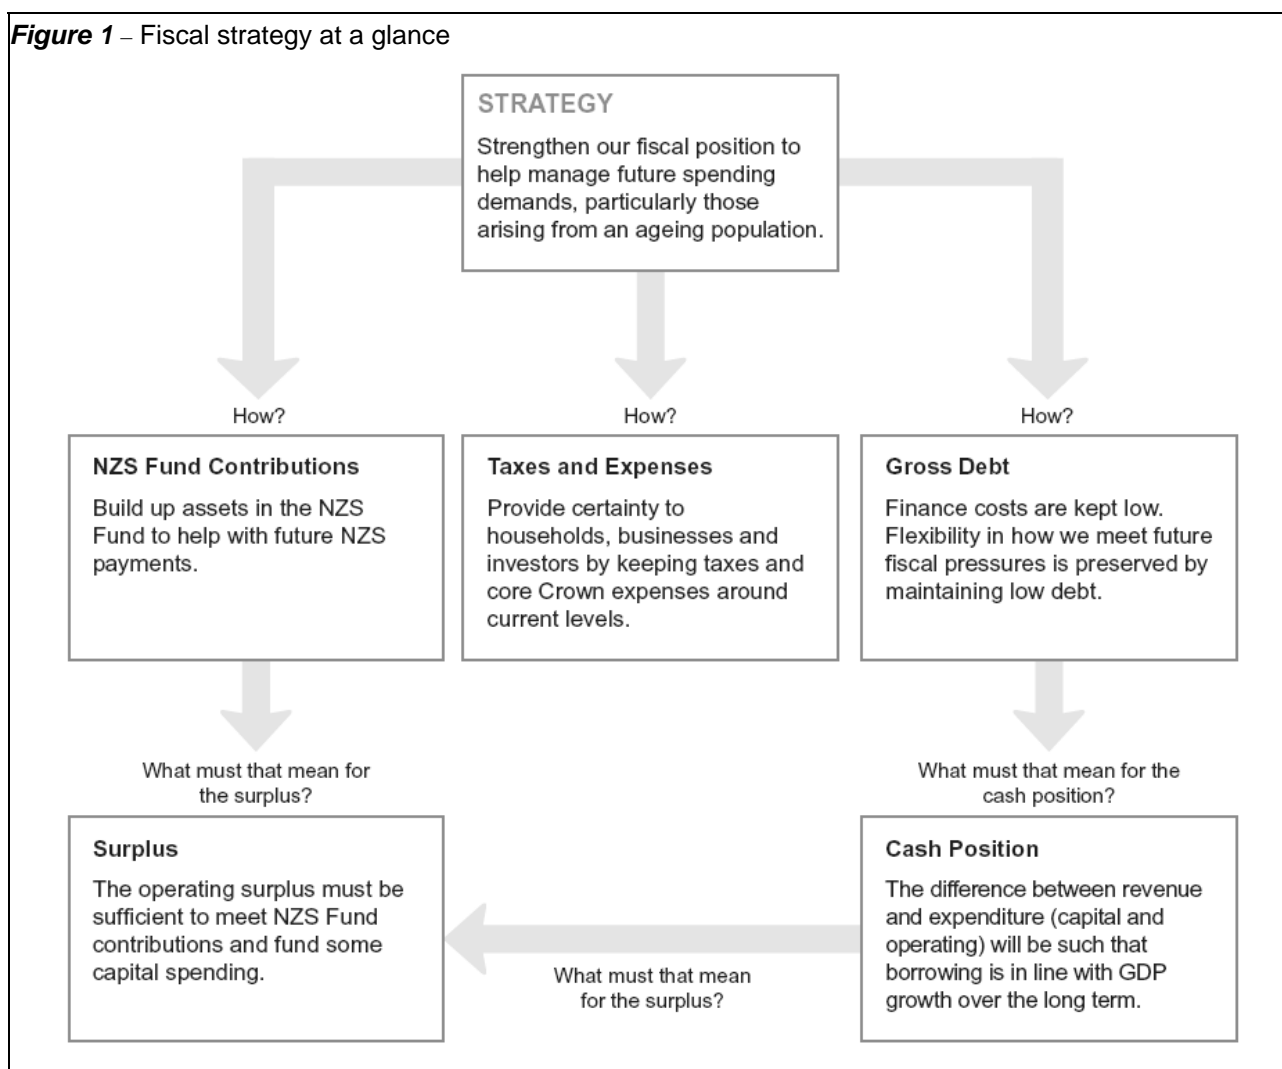 Figure 1 – Fiscal strategy at a glance
STRATEGY
Strengthen our fiscal position to
help manage future spending
demands, particularly those
arising from an ageing population.
How?
How?
How?
NZS Fund Contributions
Build up assets in the NZS
Fund to help with future NZS
payments.
Taxes and Expenses
Provide certainty to
households, businesses and
investors by keeping taxes and
core Crown expenses around
current levels.
Gross Debt
Finance costs are kept low.
Flexibility in how we meet future
fiscal pressures is preserved by
maintaining low debt.
What must that mean for
the surplus?
What must that mean for the
cash position?
Surplus
The operating surplus must be
sufficient to meet NZS Fund
contributions and fund some
capital spending.
What must that mean
for the surplus?
Cash Position
The difference between revenue
and expenditure (capital and
operating) will be such that
borrowing is in line with GDP
growth over the long term.